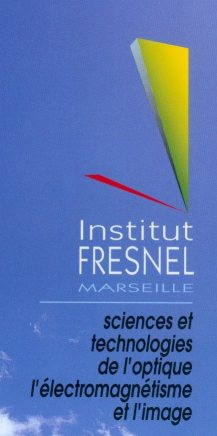 Institut
FRESNEL
MARSEILLE
sciences et
technologies
de l'optique
l'électromagnétisme
et l'image